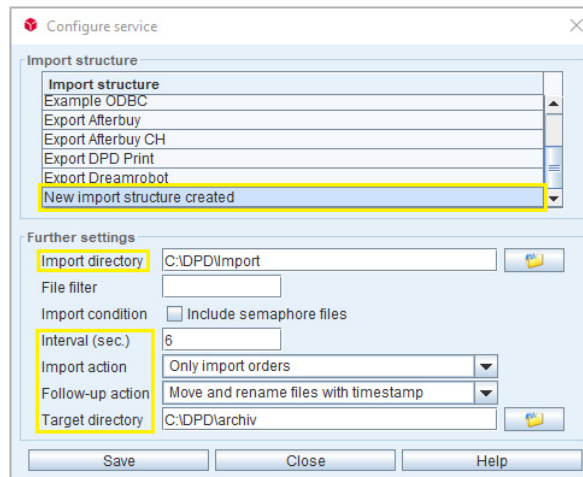 Configure service
Import structure
Import structure
Example ODBC
Export Afterbuy
Export Afterbuy CH
Export DPD Print
Export Dreamrobot
New import structure created
Further settings
Import directory C:\DPD\Import
File filter
Import condition Include semaphore files
Interval (sec.) 6
Import action Only import orders
Follow-up action Move and rename files with timestamp
Target directory C:\DPD\archiv
Save Close Help